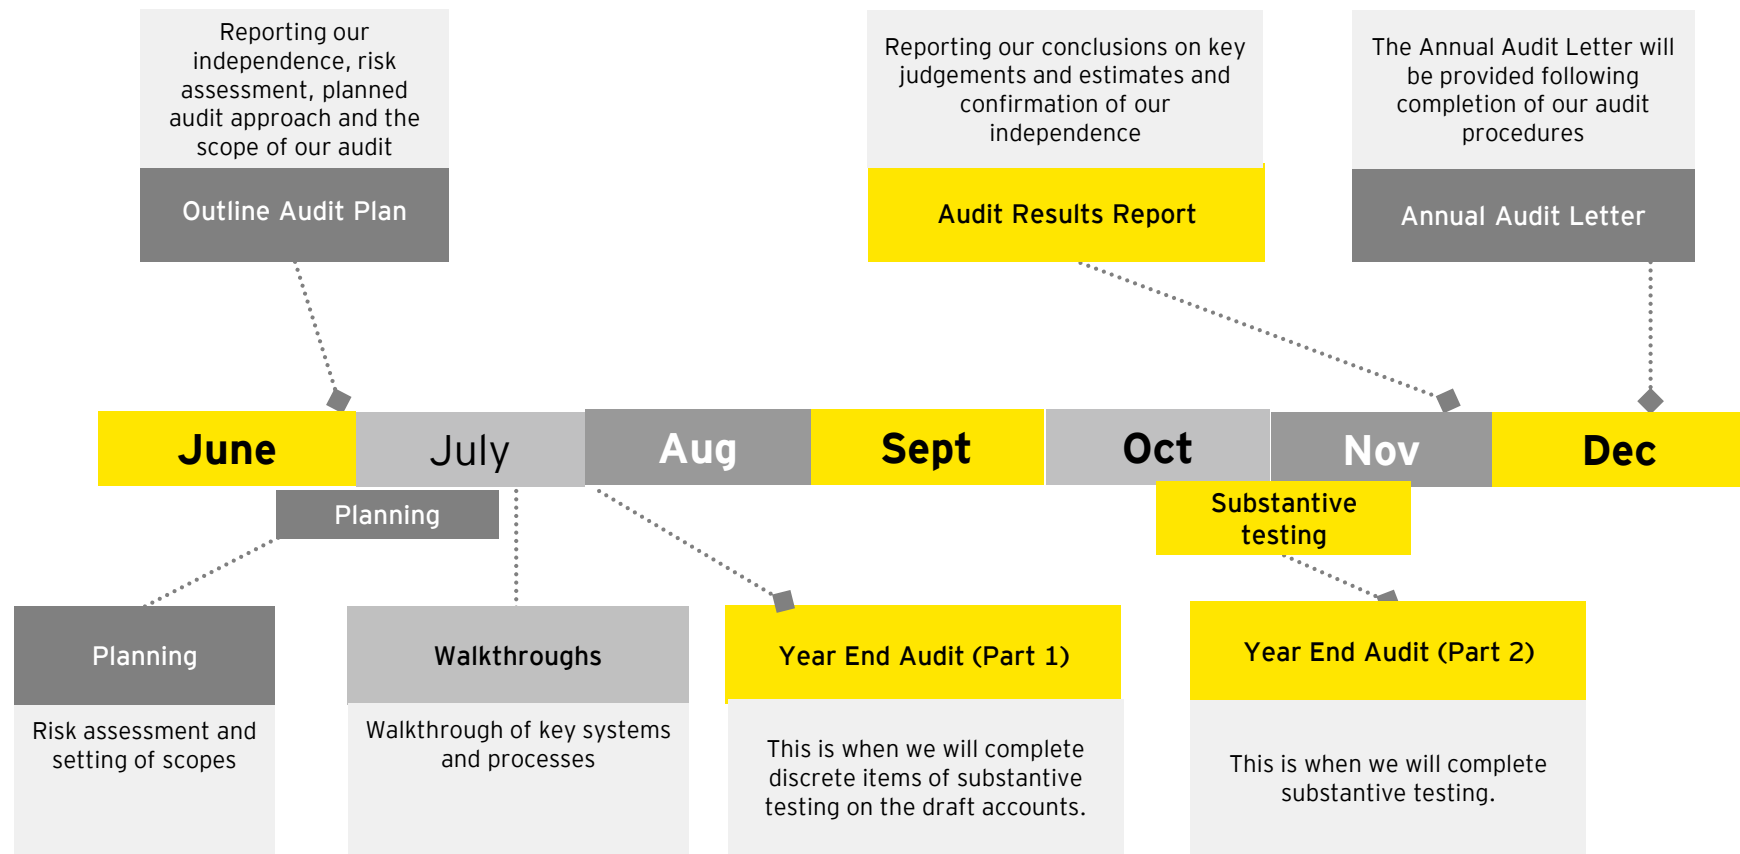 Reporting our
independence, risk
assessment, planned
audit approach and the
scope of our audit
Outline Audit Plan
Reporting our conclusions on key
judgements and estimates and
confirmation of our
independence
Audit Results Report
The Annual Audit Letter will
be provided following
completion of our audit
procedures
Annual Audit Letter
June
July
Aug
Sept
Oct
Nov
Dec
Planning
Substantive
testing
Planning
Risk assessment and
setting of scopes
Walkthroughs
Walkthrough of key systems
and processes
Year End Audit (Part 1)
This is when we will complete
discrete items of substantive
testing on the draft accounts.
Year End Audit (Part 2)
This is when we will complete
substantive testing.